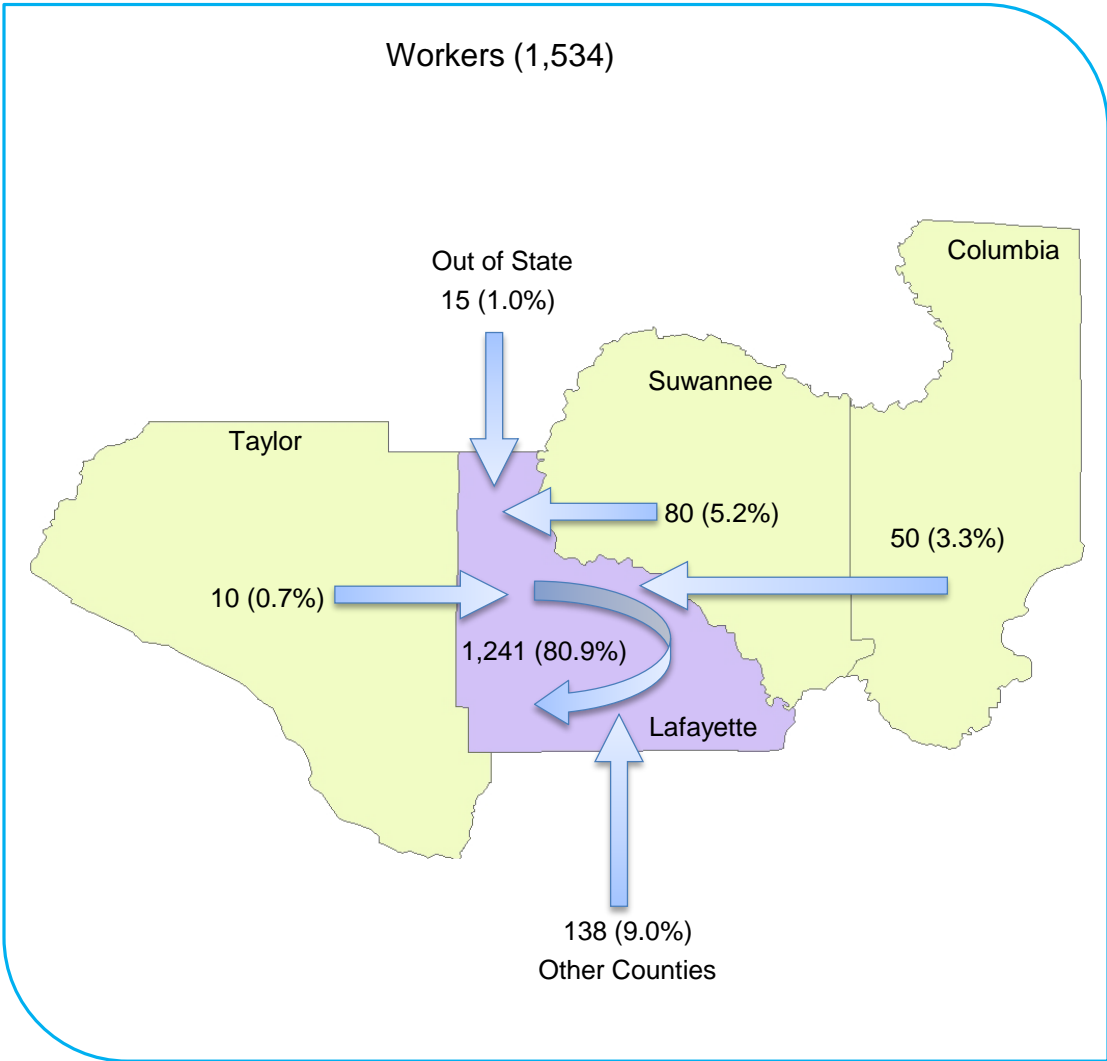 Workers (1,534)
Columbia
Out of State
15 (1.0%)
Suwannee
Taylor
80 (5.2%)
50 (3.3%)
10 (0.7%)
1,241 (80.9%)
Lafayette
138 (9.0%)
Other Counties